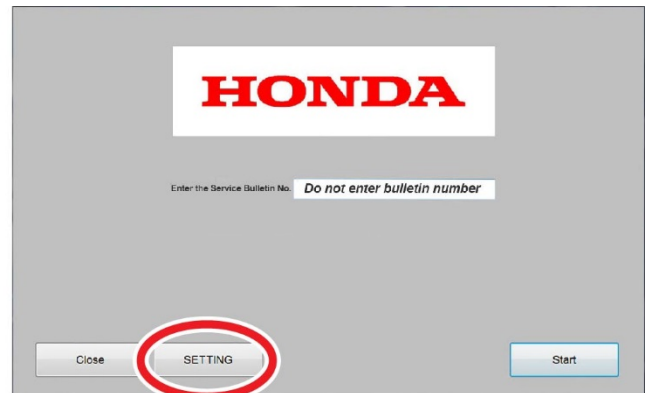 HONDA
Enter the Service Bulletin No. Do not enter bulletin number
Close SETTING Start